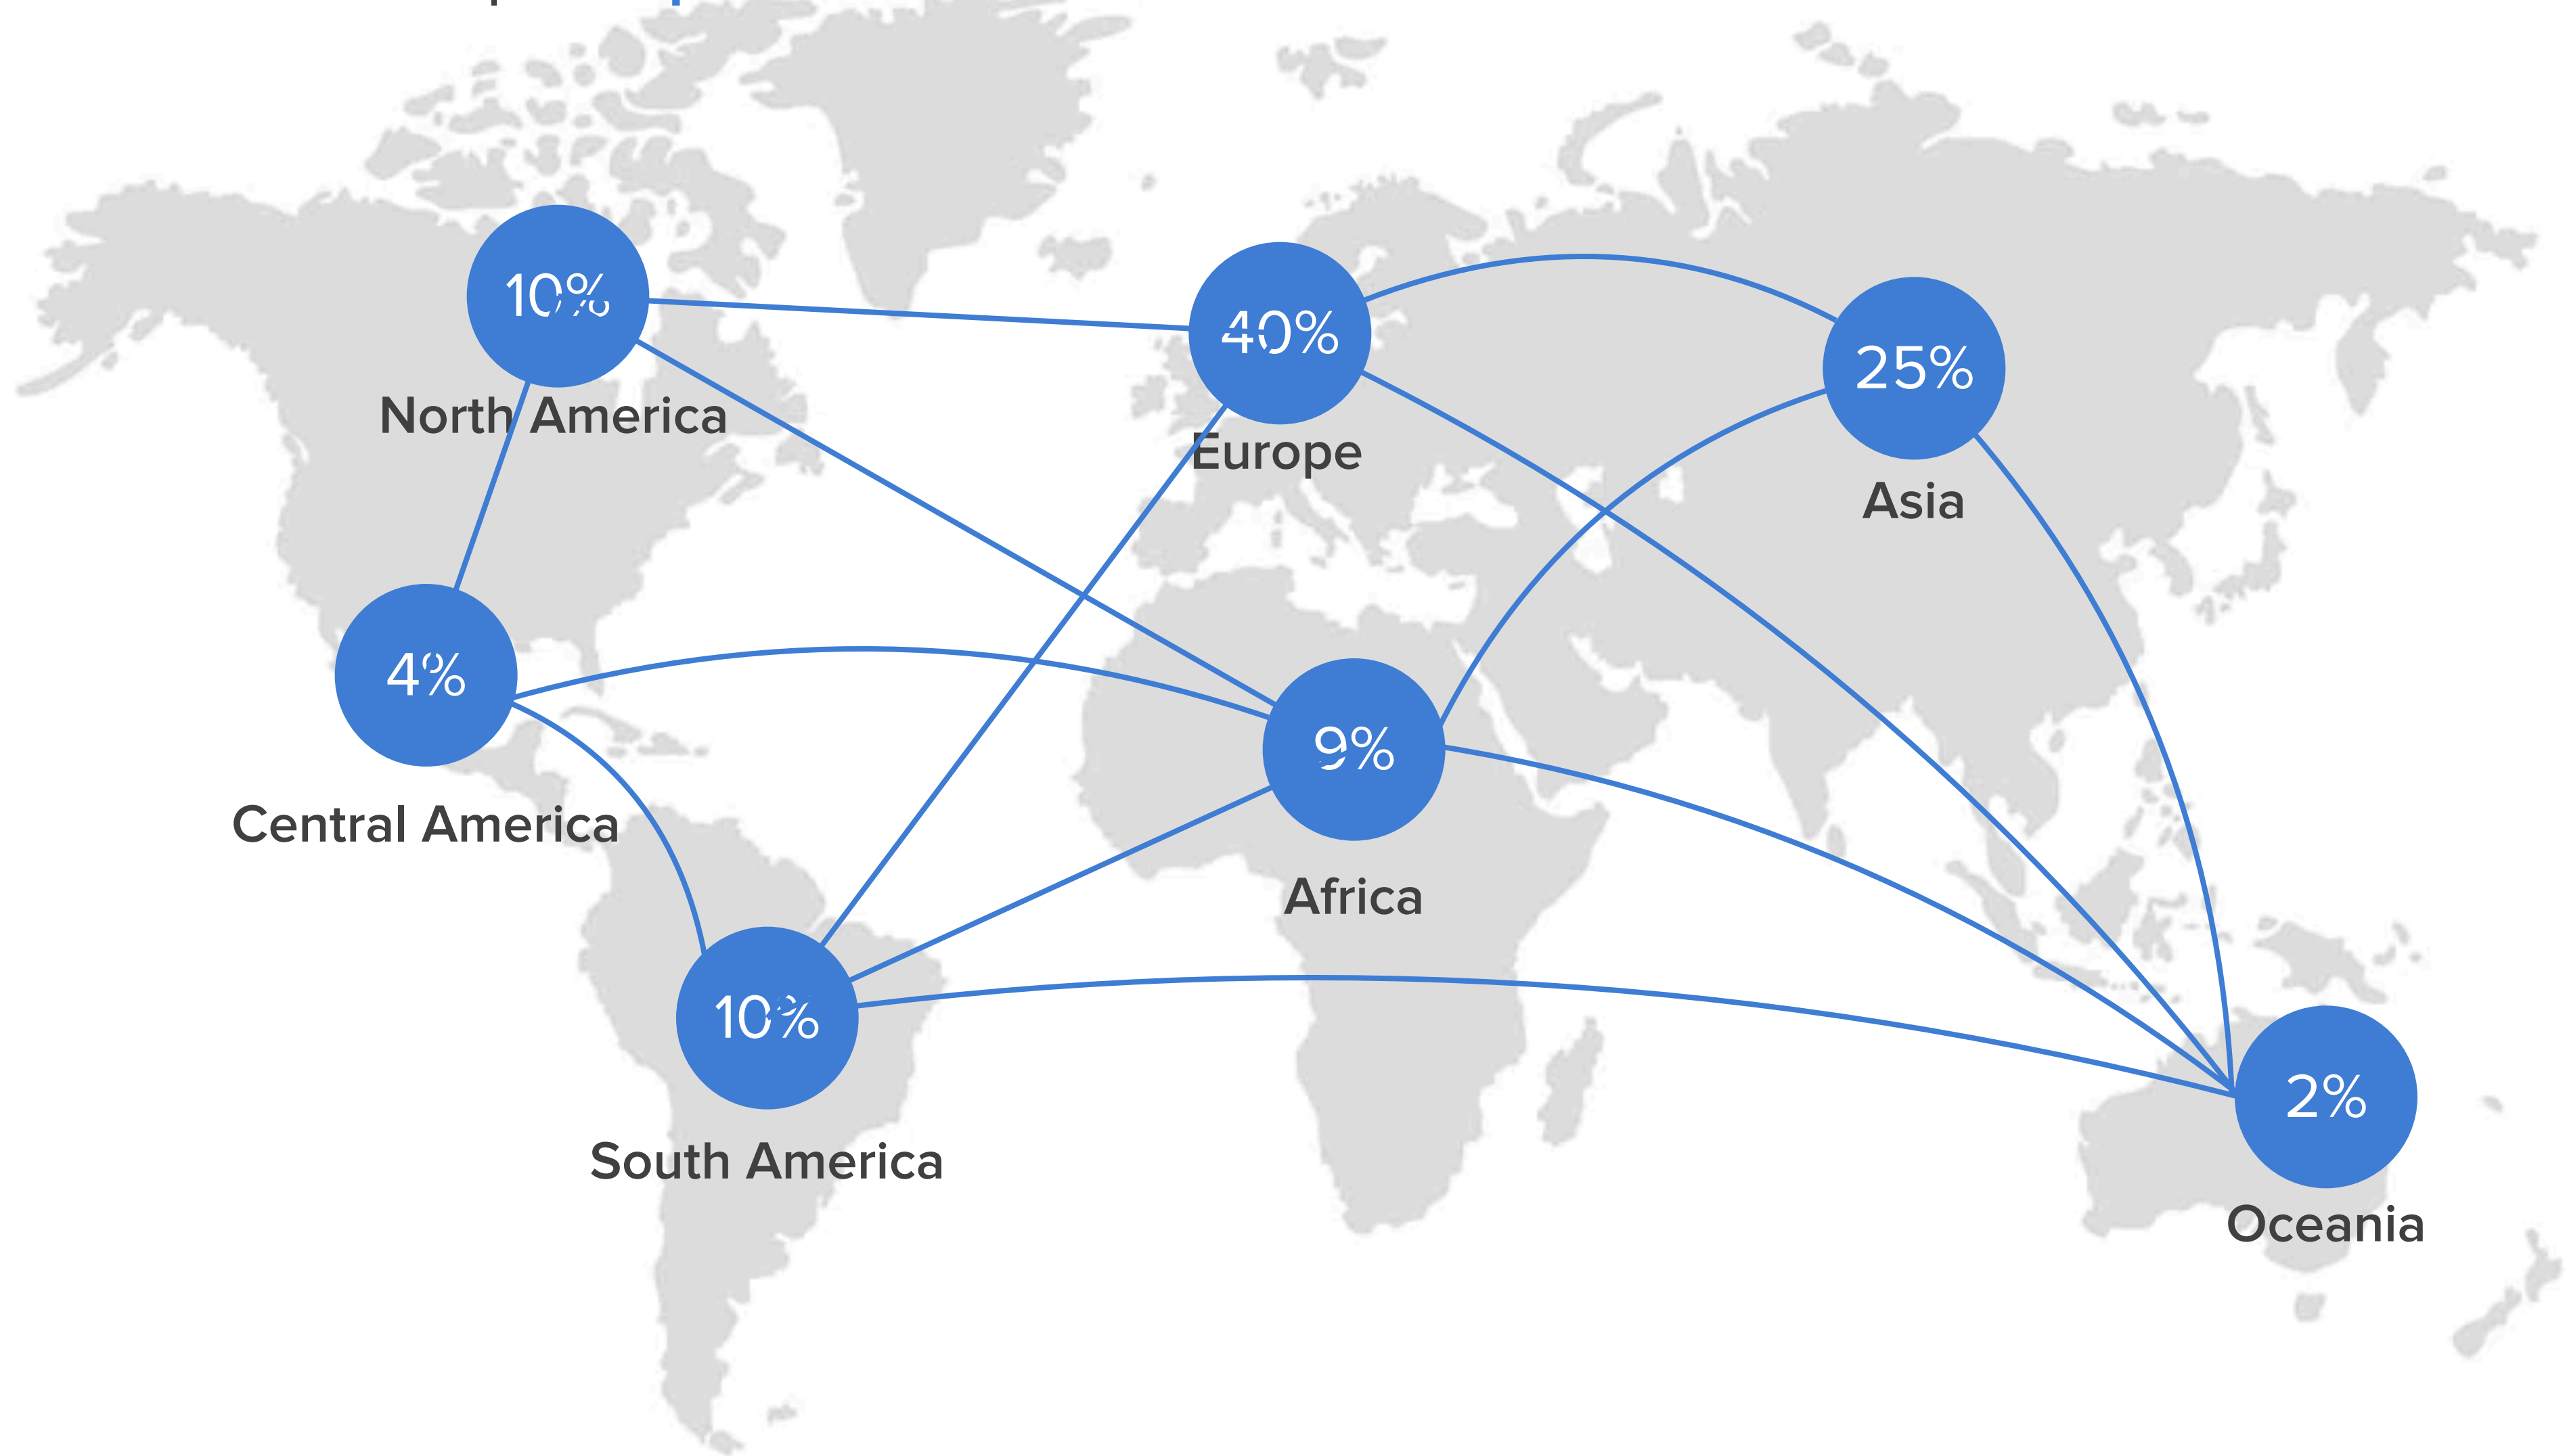 10%
North America
40%
Europe
25%
Asia
4%
Central America
9%
Africa
10%
South America
2%
Oceania